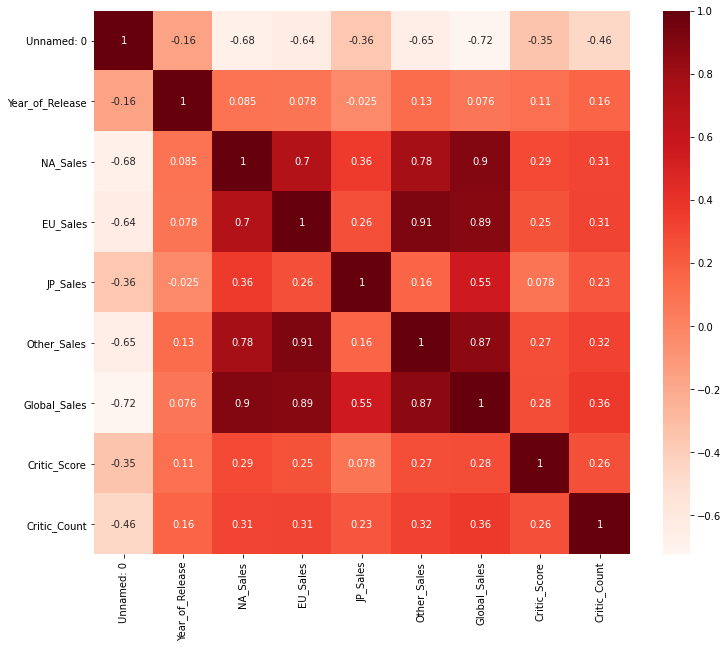 Unnamed: 0 1 -0.16 -0.68 -0.64 -0.36 -0.65 -0.72 -0.35 -0.46
Year_of_Release -0.16 1 0.085 0.078 -0.025 0.13 0.076 0.11 0.16
NA_Sales -0.68 0.085 1 0.7 0.36 0.78 0.9 0.29 0.31
EU_Sales -0.64 0.078 0.7 1 0.26 0.91 0.89 0.25 0.31
JP_Sales -0.36 -0.025 0.36 0.26 1 0.16 0.55 0.078 0.23
Other_Sales -0.65 0.13 0.78 0.91 0.16 1 0.87 0.27 0.32
Global_Sales -0.72 0.076 0.9 0.89 0.55 0.87 1 0.28 0.36
Critic_Score -0.35 0.11 0.29 0.25 0.078 0.27 0.28 1 0.26
Critic_Count -0.46 0.16 0.31 0.31 0.23 0.32 0.36 0.26 1
Unnamed: 0
Year_of_Release
NA_Sales
EU_Sales
JP_Sales
Other_Sales
Global_Sales
Critic_Score
Critic_Count
1.0
0.8
0.6
0.4
0.2
0.0
−0.2
−0.4
−0.6